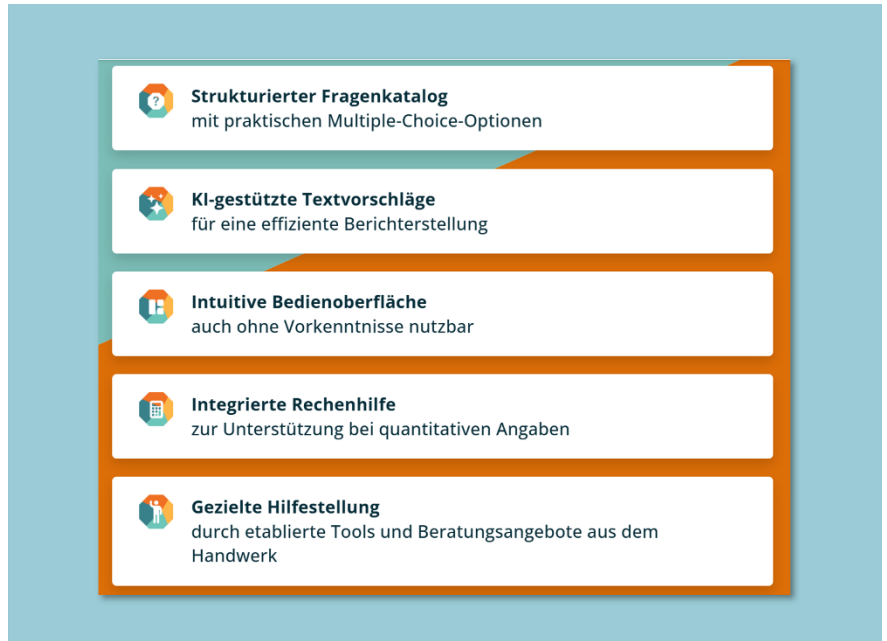 Strukturierter Fragenkatalog
mit praktischen Multiple-Choice-Optionen
KI-gestützte Textvorschläge
für eine effiziente Berichterstellung
Intuitive Bedienoberfläche
auch ohne Vorkenntnisse nutzbar
Integrierte Rechenhilfe
zur Unterstützung bei quantitativen Angaben
Gezielte Hilfestellung
durch etablierte Tools und Beratungsangebote aus dem
Handwerk